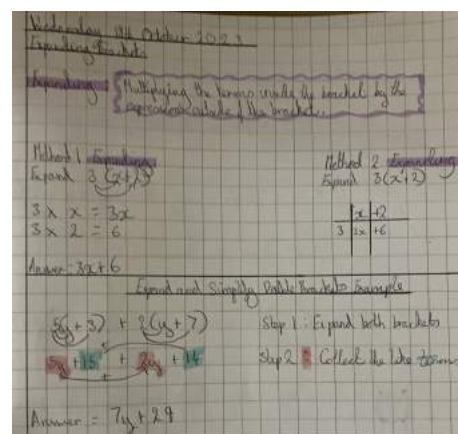 Wednesday 18th October 2023
Expanding Brackets
Expanding Multiplying the terms inside the bracket by the
expression outside of the bracket.
Method 1 Expanding
Expand 3(x+2)
3 x x = 3x
3 x 2 = 6
Answer = 3x + 6
Method 2 Expanding
Expand 3(x+2)
x +2
3 3x +6
Expand and Simplify Double Brackets Example
5(y+3) + 2(y+7)
5y +15 + 2y +14
Answer = 7y + 29
Step 1: Expand both brackets
Step 2: Collect the like terms